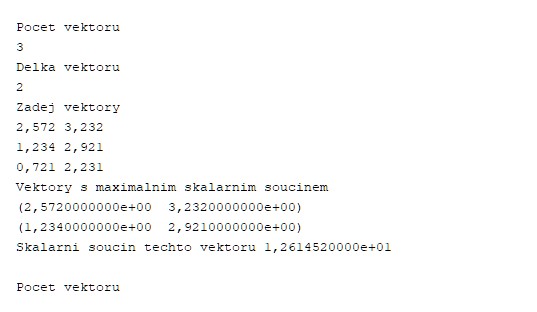 Pocet vektoru
3
Delka vektoru
2
Zadej vektory
2,572 3,232
1,234 2,921
0,721 2,231
Vektory s maximalnim skalarnim soucinem
(2,5720000000e+00  3,2320000000e+00)
(1,2340000000e+00  2,9210000000e+00)
Skalarni soucin techto vektoru 1,2614520000e+01
Pocet vektoru